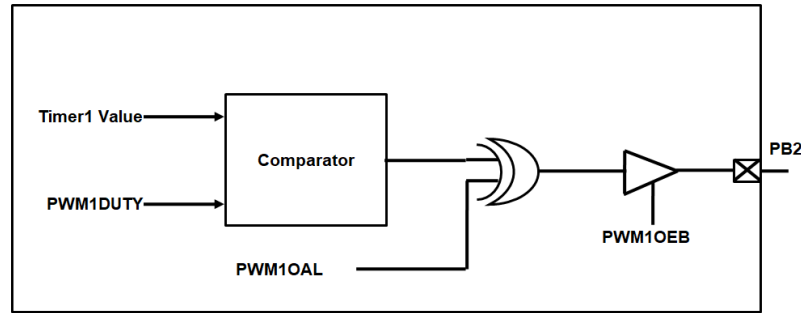 Timer1 Value
PB2
Comparator
PWM1DUTY
PWM1OEB
PWM1OAL